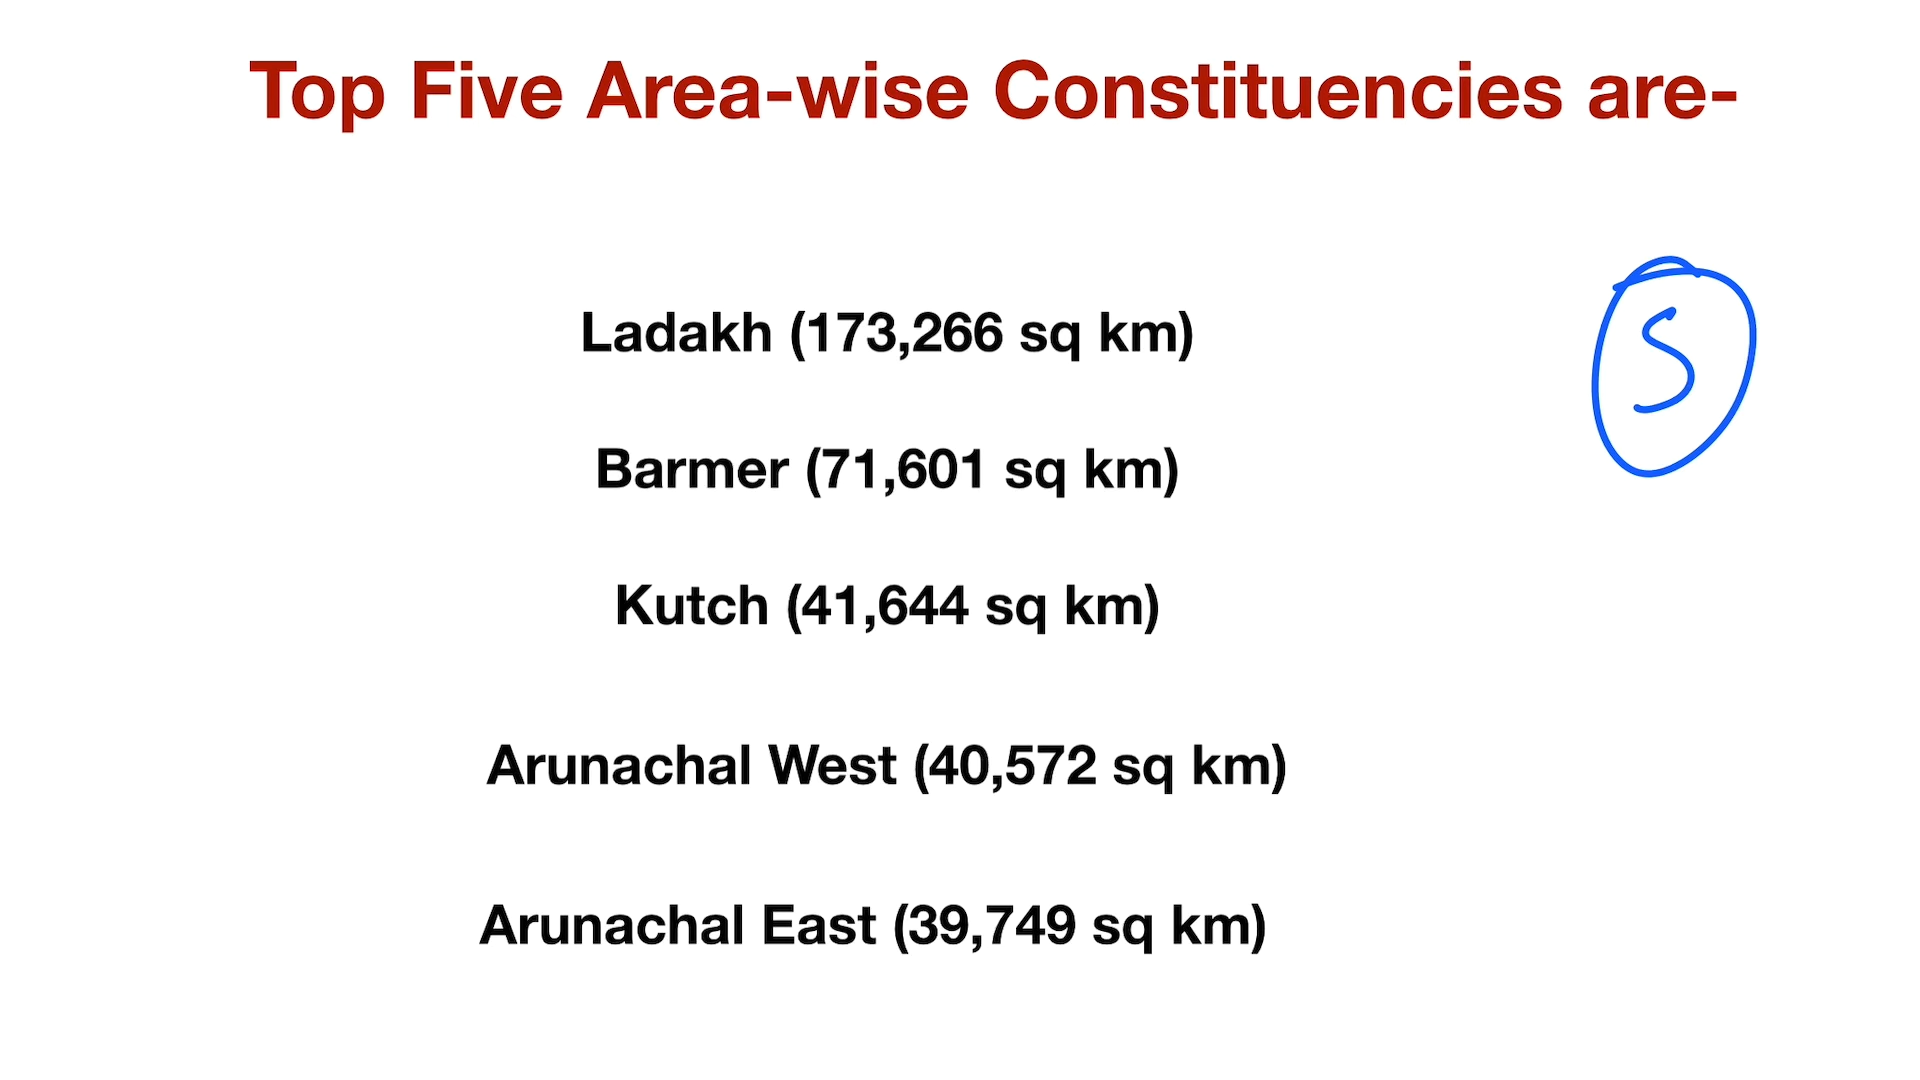 Top Five Area-wise Constituencies are-
Ladakh (173,266 sq km)
S
Barmer (71,601 sq km)
Kutch (41,644 sq km)
Arunachal West (40,572 sq km)
Arunachal East (39,749 sq km)